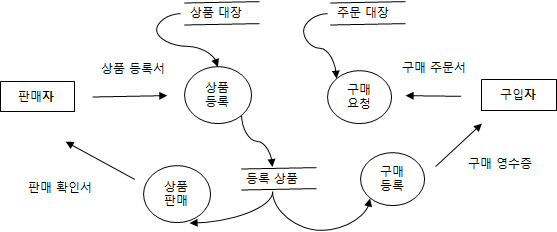 상품 대장
주문 대장
상품 등록서
구매 주문서
판매자
상품
등록
구매
요청
구입자
등록 상품
구매
등록
구매 영수증
판매 확인서
상품
판매